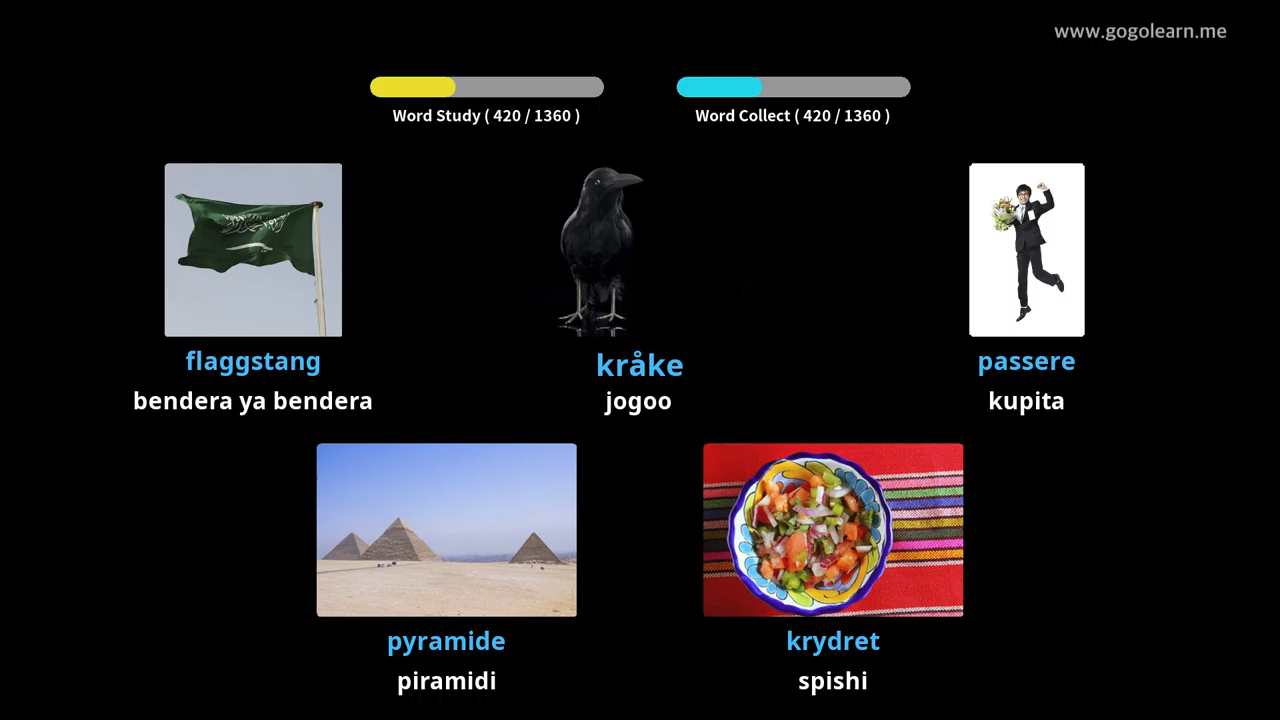 www.gogolearn.me
Word Study ( 420 / 1360 )
Word Collect ( 420 / 1360 )
flaggstang
bendera ya bendera
kråke
jogoo
passere
kupita
pyramide
piramidi
krydret
spishi